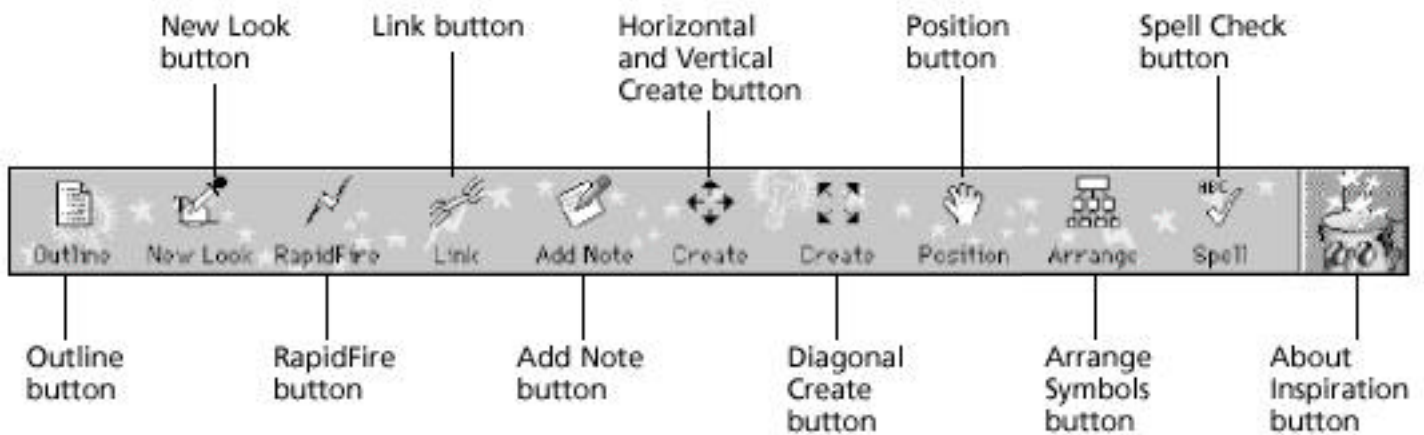 New Look
button
Link button
Horizontal
and Vertical
Create button
Position
button
Spell Check
button
Outline
New Look
RapidFire
Link
Add Note
Create
Create
Position
Arrange
ABC
Spell
Outline
button
RapidFire
button
Add Note
button
Diagonal
Create
button
Arrange
Symbols
button
About
Inspiration
button